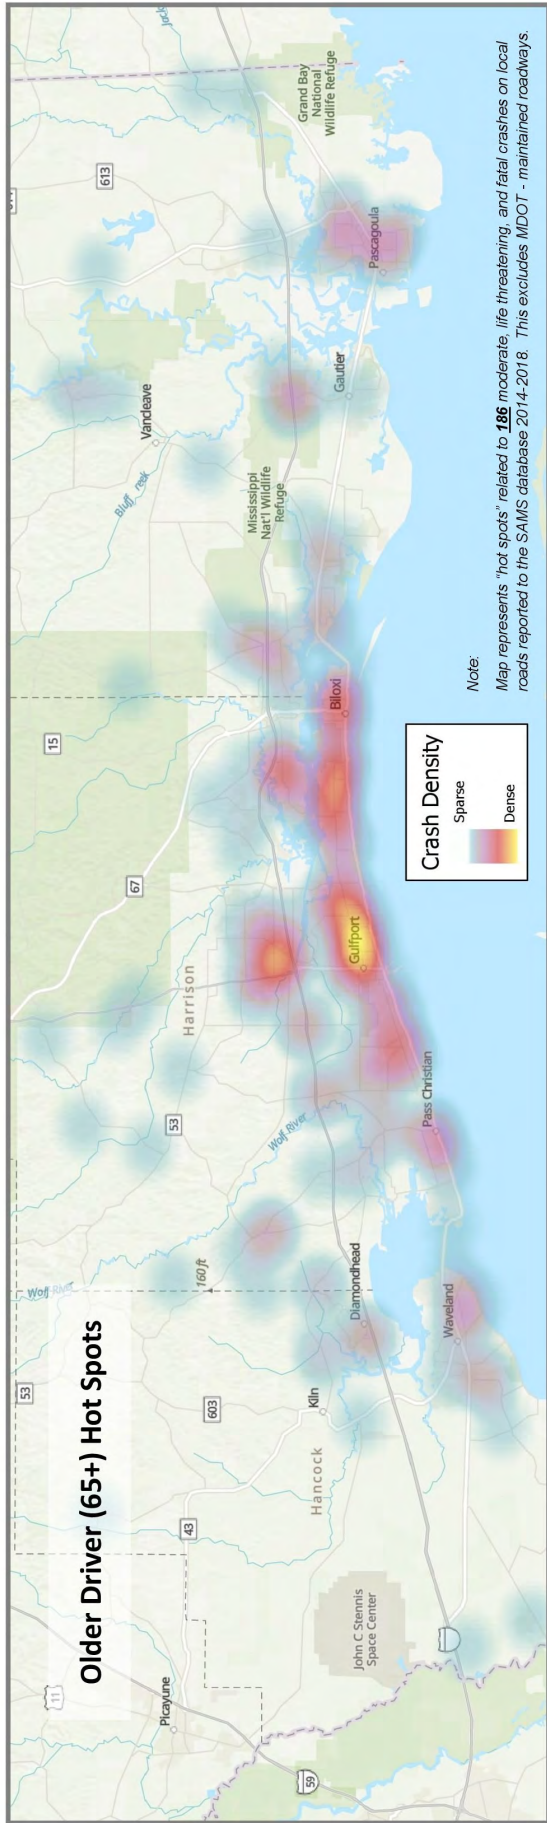 Older Driver (65+) Hot Spots
11
Picayune
59
43
53
603
Kiln
Hancock
John C Stennis
Space Center
160 ft
Diamondhead
Waveland
Wolf River
53
Pass Christian
Harrison
67
Gulfport
15
Biloxi
Mississippi
Nat'l Wildlife
Refuge
Vancleave
Gautier
613
Pascagoula
Grand Bay
National
Wildlife Refuge
Crash Density
Sparse
Dense
Note:
Map represents "hot spots" related to 186 moderate, life threatening, and fatal crashes on local
roads reported to the SAMS database 2014-2018. This excludes MDOT - maintained roadways.